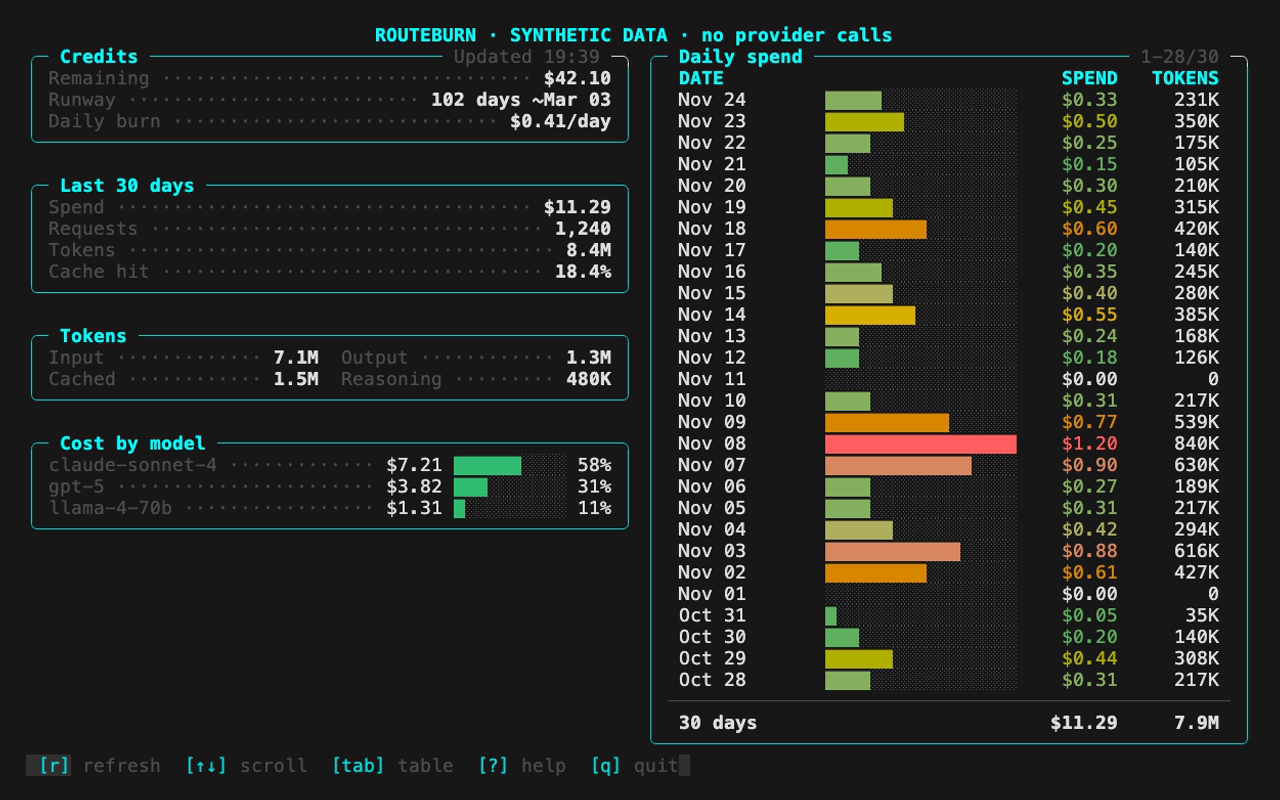 ROUTEBURN · SYNTHETIC DATA · no provider calls
Credits Updated 19:39
Remaining $42.10
Runway 102 days ~Mar 03
Daily burn $0.41/day
Last 30 days
Spend $11.29
Requests 1,240
Tokens 8.4M
Cache hit 18.4%
Tokens
Input 7.1M Output 1.3M
Cached 1.5M Reasoning 480K
Cost by model
claude-sonnet-4 $7.21 58%
gpt-5 $3.82 31%
llama-4-70b $1.31 11%
Daily spend 1-28/30
DATE SPEND TOKENS
Nov 24 $0.33 231K
Nov 23 $0.50 350K
Nov 22 $0.25 175K
Nov 21 $0.15 105K
Nov 20 $0.30 210K
Nov 19 $0.45 315K
Nov 18 $0.60 420K
Nov 17 $0.20 140K
Nov 16 $0.35 245K
Nov 15 $0.40 280K
Nov 14 $0.55 385K
Nov 13 $0.24 168K
Nov 12 $0.18 126K
Nov 11 $0.00 0
Nov 10 $0.31 217K
Nov 09 $0.77 539K
Nov 08 $1.20 840K
Nov 07 $0.90 630K
Nov 06 $0.27 189K
Nov 05 $0.31 217K
Nov 04 $0.42 294K
Nov 03 $0.88 616K
Nov 02 $0.61 427K
Nov 01 $0.00 0
Oct 31 $0.05 35K
Oct 30 $0.20 140K
Oct 29 $0.44 308K
Oct 28 $0.31 217K
30 days $11.29 7.9M
[r] refresh [↑↓] scroll [tab] table [?] help [q] quit